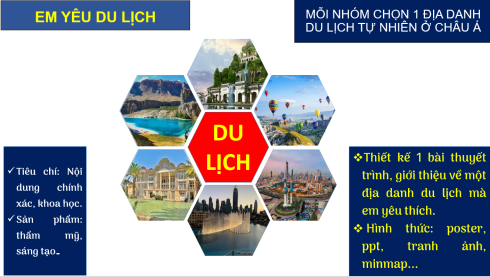 EM YÊU DU LỊCH
MỖI NHÓM CHỌN 1 ĐỊA DANH
DU LỊCH TỰ NHIÊN Ở CHÂU Á
DU
LỊCH
✓Tiêu chí: Nội
dung chính
xác, khoa học.
✓Sản phẩm:
thẩm mỹ,
sáng tạo..
❖Thiết kế 1 bài thuyết
trình, giới thiệu về một
địa danh du lịch mà
em yêu thích.
❖ Hình thức: poster,
ppt, tranh ảnh,
minmap...